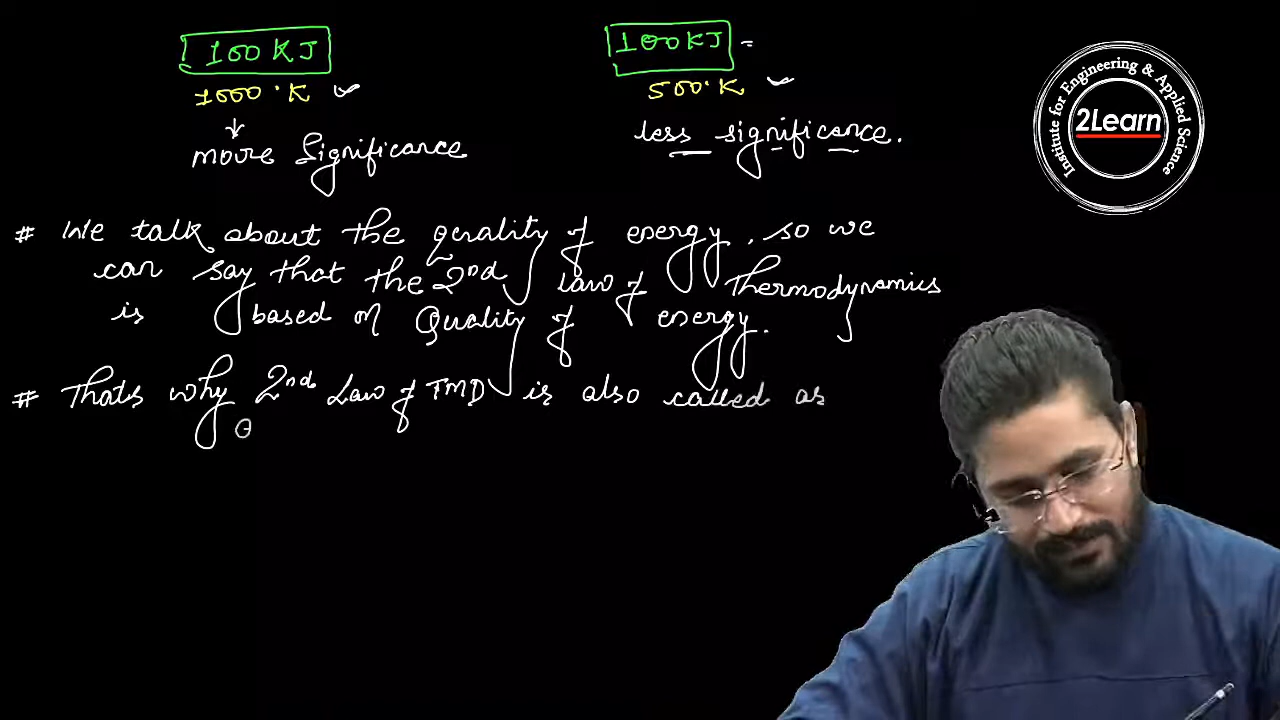 100 KJ
100 KJ =
1000 K
500 K
more Significance
less significance.
# We talk about the quality of energy, so we
can say that the 2nd Law of Thermodynamics
is based on Quality of energy.
# That's why 2nd Law of TMD is also called as
Institute for Engineering & Applied Science
2Learn